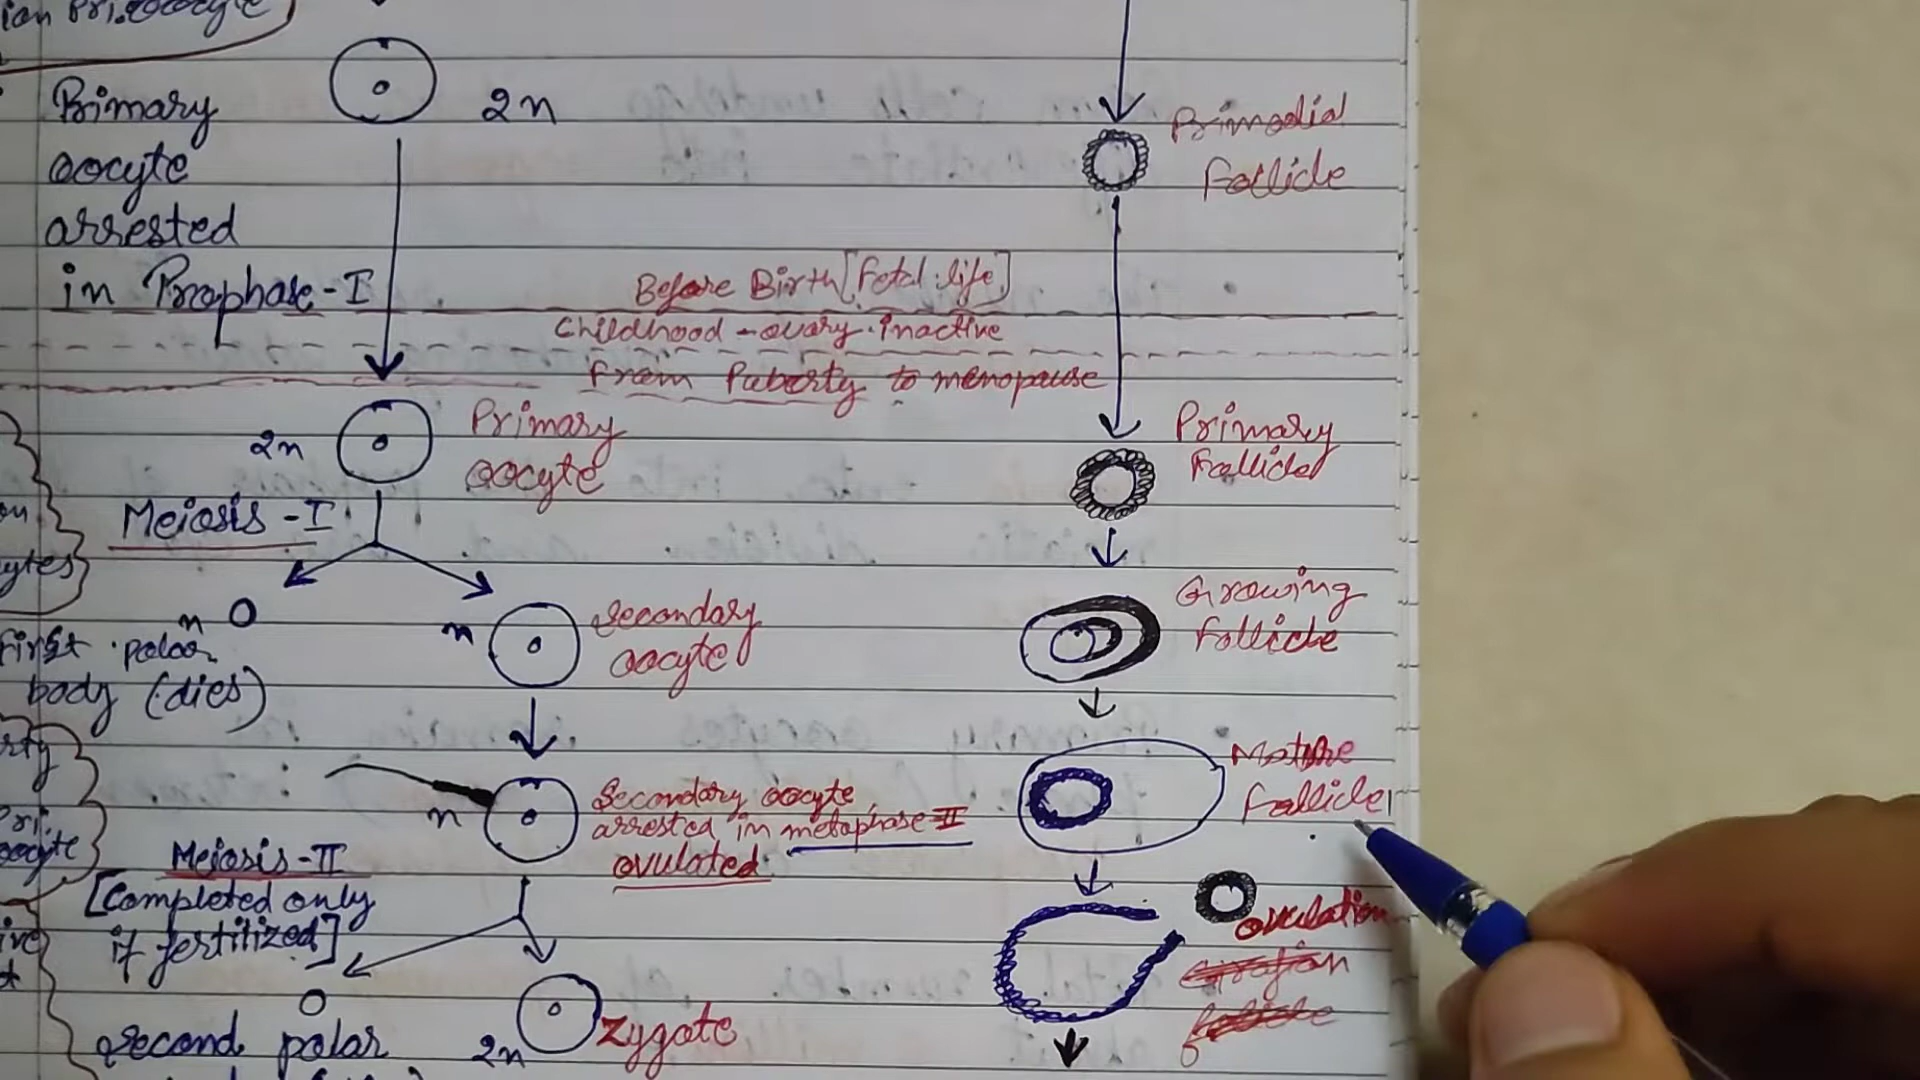 Primary
oocyte
arrested
in Prophase-I
2n
Primodial
follicle
Before Birth [Fetal life]
Childhood - ovary inactive
From Puberty to menopause
2n
Primary
oocyte
Primary
Follicle
Meiosis-I
n
First polar
body (dies)
n
Secondary
oocyte
Growing
follicle
n
Secondary oocyte
arrested in metaphase II
ovulated
Mature
follicle
Meiosis-II
[Completed only
if fertilized]
ovulation
second polar
2n
Zygote